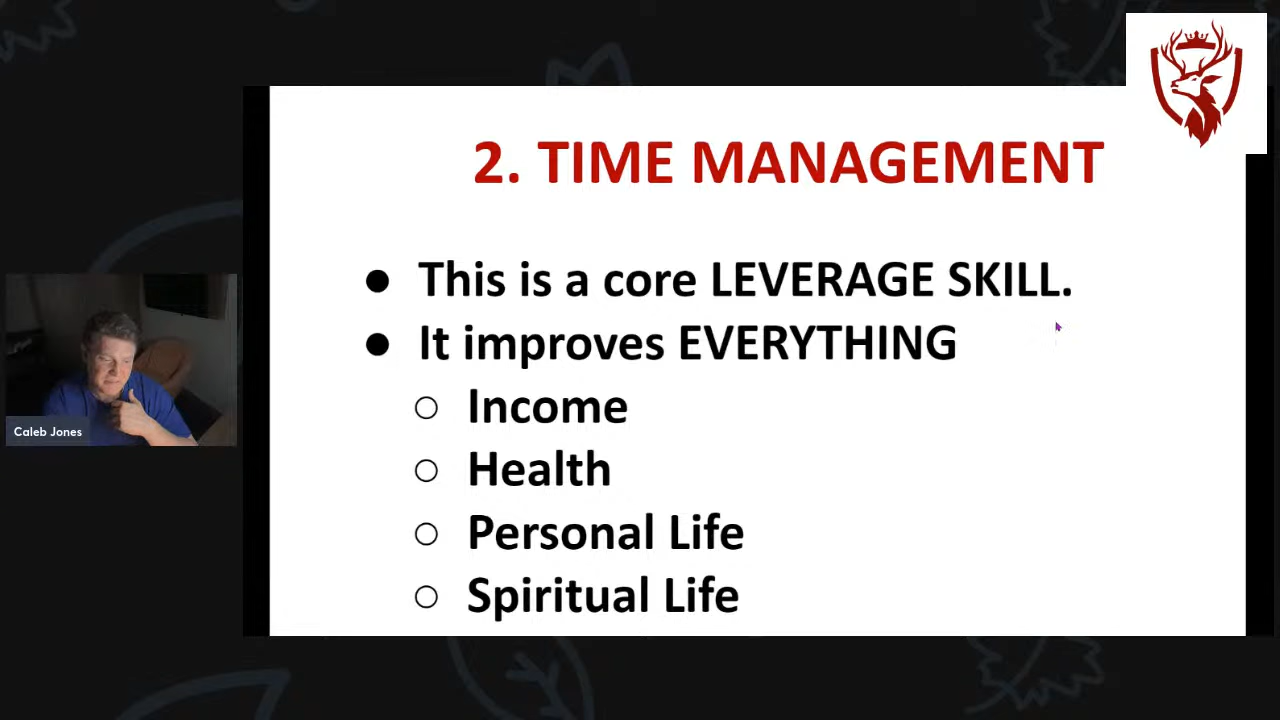 2. TIME MANAGEMENT
● This is a core LEVERAGE SKILL.
● It improves EVERYTHING
○ Income
○ Health
○ Personal Life
○ Spiritual Life
Caleb Jones